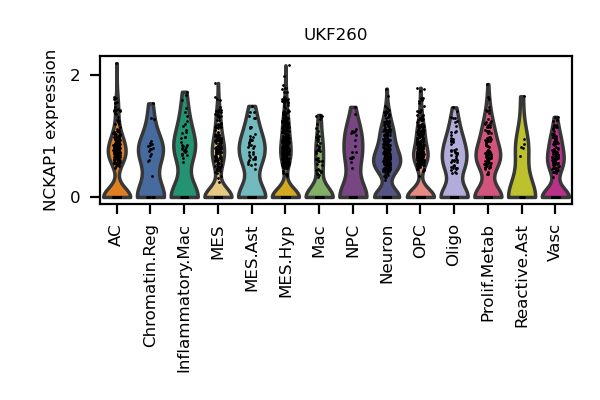 UKF260
NCKAP1 expression
2
0
AC
Chromatin.Reg
Inflammatory.Mac
MES
MES.Ast
MES.Hyp
Mac
NPC
Neuron
OPC
Oligo
Prolif.Metab
Reactive.Ast
Vasc